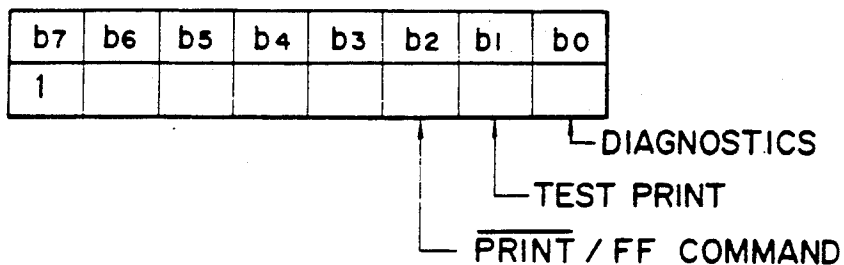 b7 b6 b5 b4 b3 b2 b1 b0
1
DIAGNOSTICS
TEST PRINT
PRINT / FF COMMAND